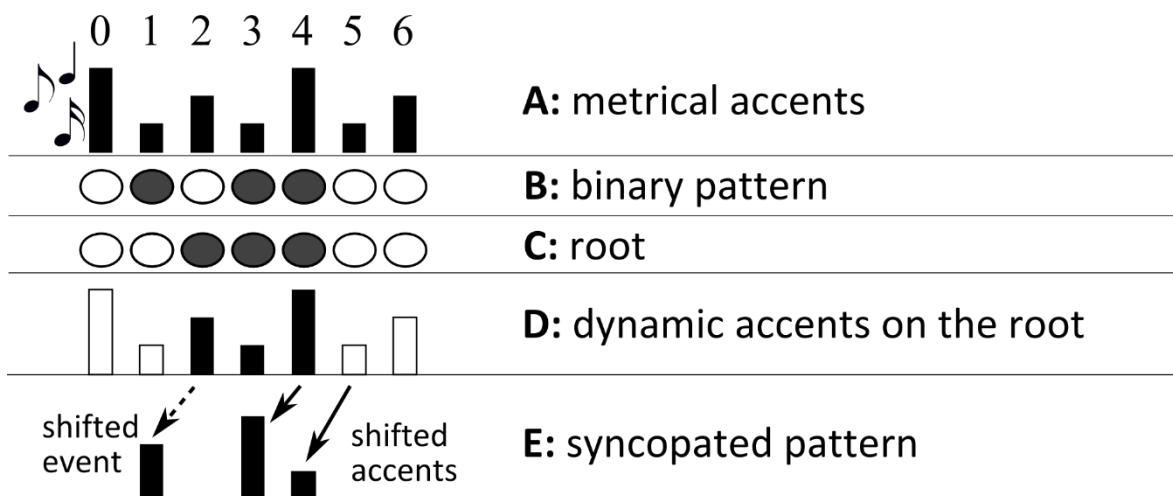 0 1 2 3 4 5 6
A: metrical accents
B: binary pattern
C: root
D: dynamic accents on the root
shifted
event
shifted
accents
E: syncopated pattern